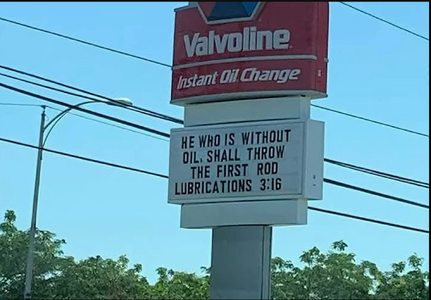 Valvoline
Instant Oil Change
HE WHO IS WITHOUT
OIL, SHALL THROW
THE FIRST ROD
LUBRICATIONS 3:16